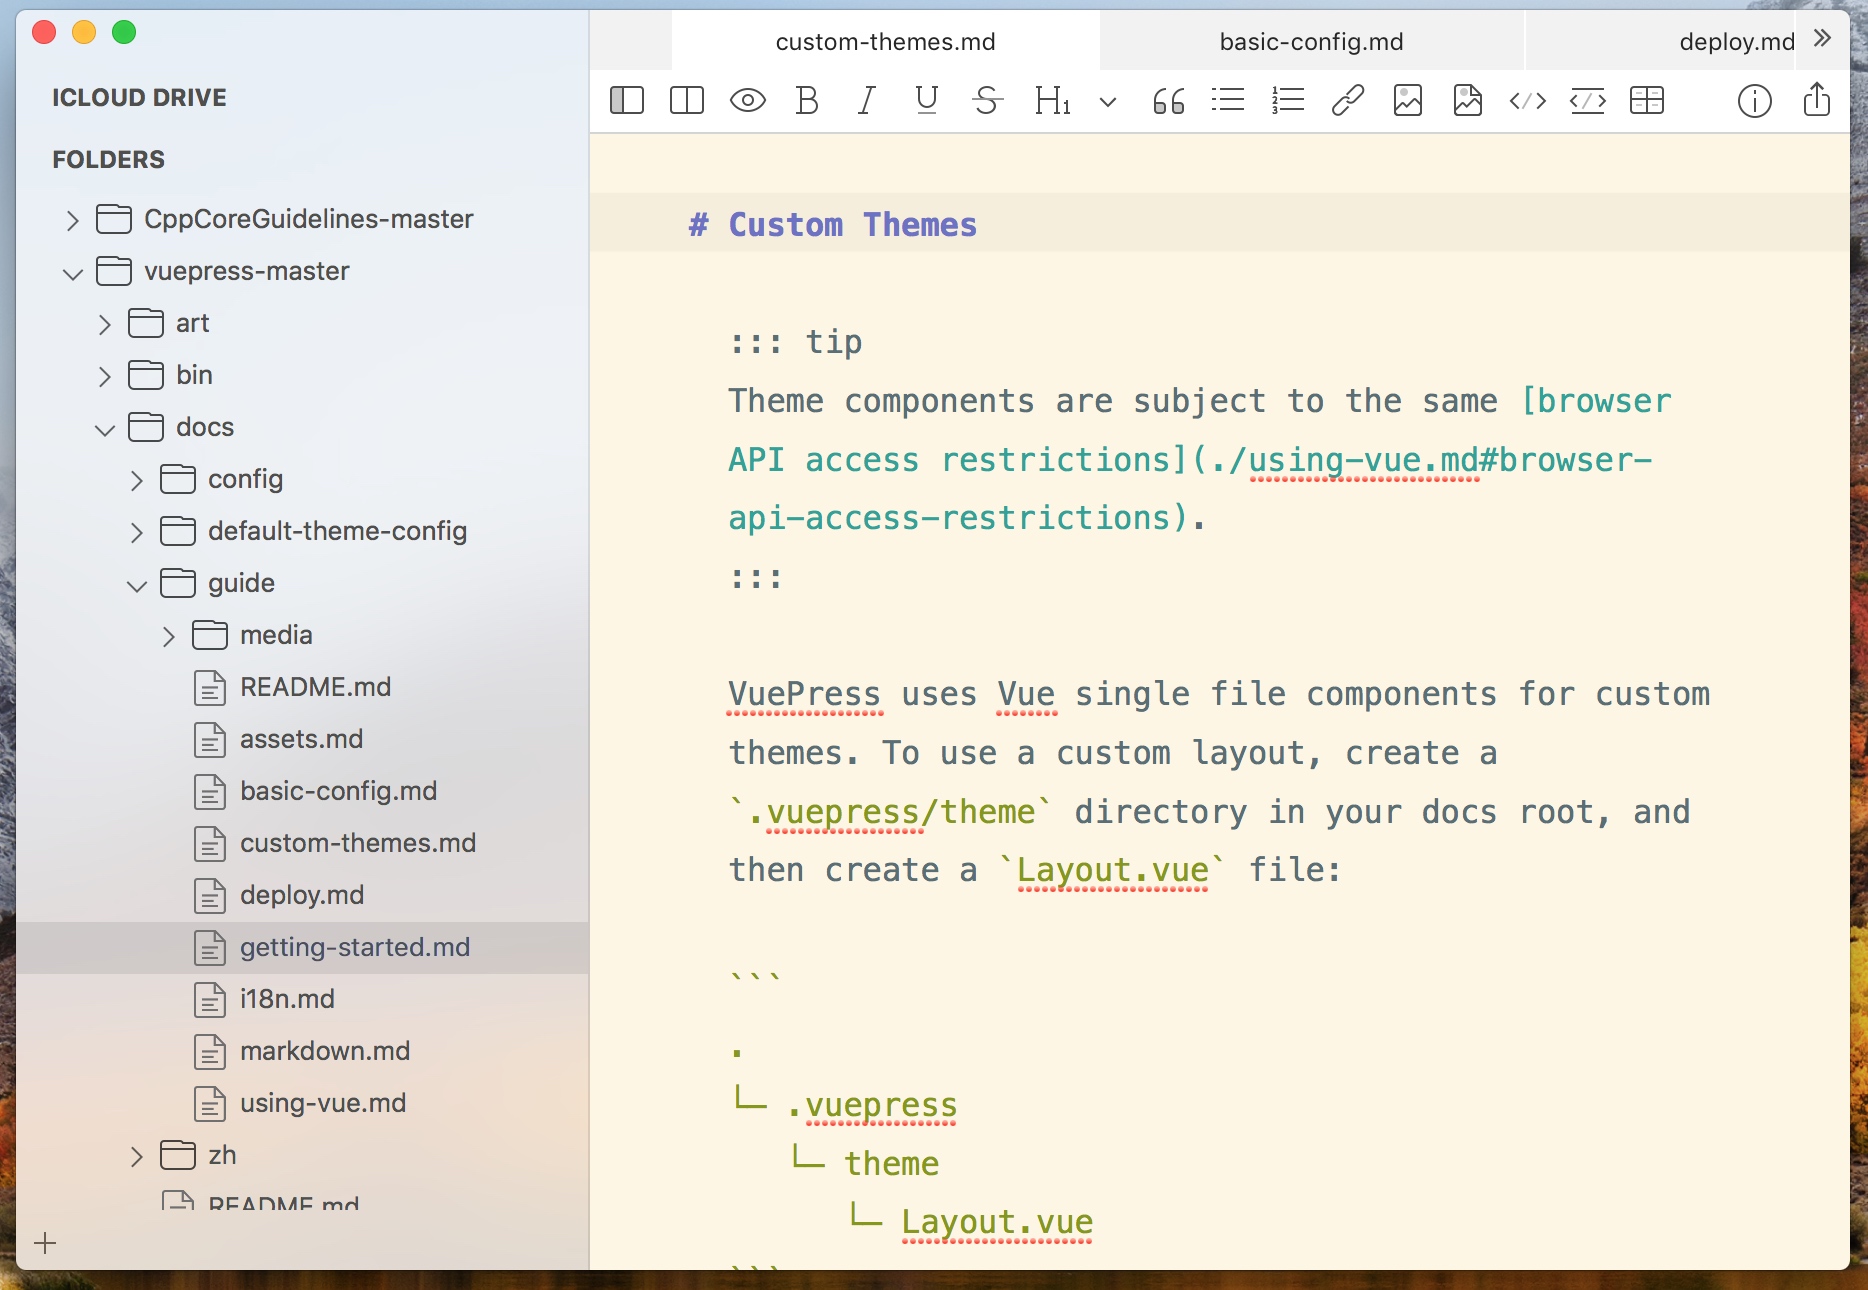 ICLOUD DRIVE
FOLDERS
CppCoreGuidelines-master
vuepress-master
art
bin
docs
config
default-theme-config
guide
media
README.md
assets.md
basic-config.md
custom-themes.md
deploy.md
getting-started.md
i18n.md
markdown.md
using-vue.md
zh
README.md
custom-themes.md
basic-config.md
deploy.md
# Custom Themes
::: tip
Theme components are subject to the same [browser
API access restrictions](./using-vue.md#browser-
api-access-restrictions).
:::
VuePress uses Vue single file components for custom
themes. To use a custom layout, create a
`.vuepress/theme` directory in your docs root, and
then create a `Layout.vue` file:
```
.
└─ .vuepress
   └─ theme
      └─ Layout.vue
```